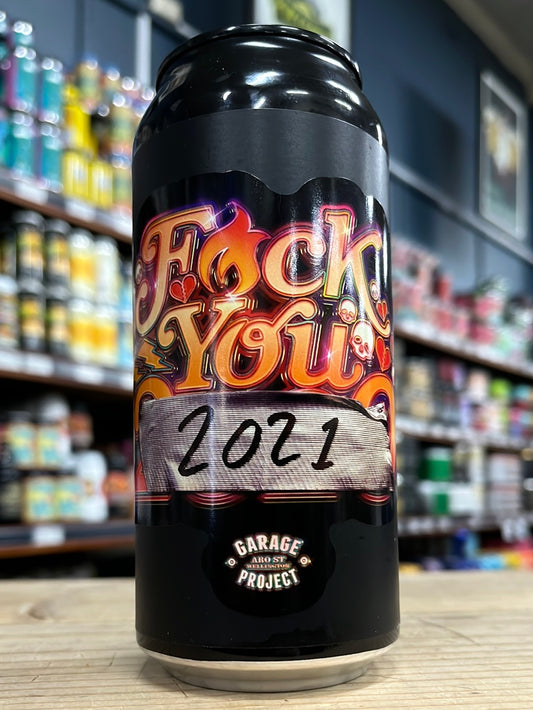 F🔥ck
You
2021
GARAGE
ARO ST
WELLINGTON
PROJECT